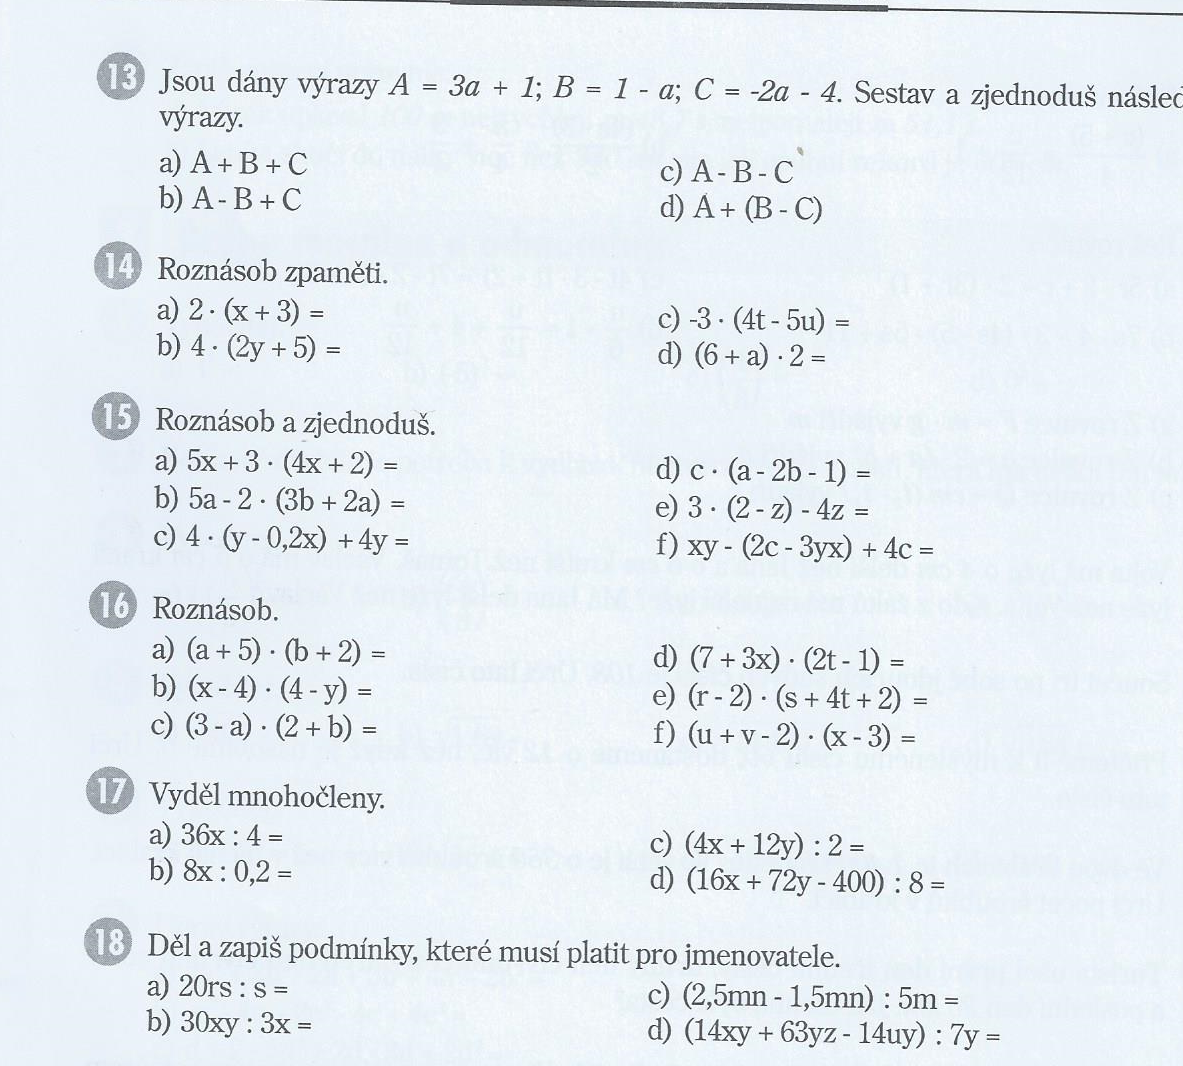 13 Jsou dány výrazy A = 3a + 1; B = 1 - a; C = -2a - 4. Sestav a zjednoduš násled
výrazy.
a) A + B + C
b) A - B + C
c) A - B - C
d) A + (B - C)
14 Roznásob zpaměti.
a) 2 · (x + 3) =
b) 4 · (2y + 5) =
c) -3 · (4t - 5u) =
d) (6 + a) · 2 =
15 Roznásob a zjednoduš.
a) 5x + 3 · (4x + 2) =
b) 5a - 2 · (3b + 2a) =
c) 4 · (y - 0,2x) + 4y =
d) c · (a - 2b - 1) =
e) 3 · (2 - z) - 4z =
f) xy - (2c - 3yx) + 4c =
16 Roznásob.
a) (a + 5) · (b + 2) =
b) (x - 4) · (4 - y) =
c) (3 - a) · (2 + b) =
d) (7 + 3x) · (2t - 1) =
e) (r - 2) · (s + 4t + 2) =
f) (u + v - 2) · (x - 3) =
17 Vyděl mnohočleny.
a) 36x : 4 =
b) 8x : 0,2 =
c) (4x + 12y) : 2 =
d) (16x + 72y - 400) : 8 =
18 Děl a zapiš podmínky, které musí platit pro jmenovatele.
a) 20rs : s =
b) 30xy : 3x =
c) (2,5mn - 1,5mn) : 5m =
d) (14xy + 63yz - 14uy) : 7y =